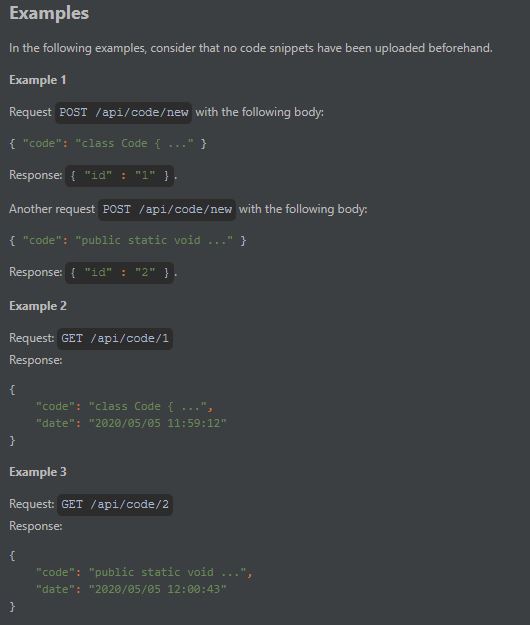 Examples
In the following examples, consider that no code snippets have been uploaded beforehand.
Example 1
Request POST /api/code/new with the following body:
{ "code": "class Code { ..." }
Response: { "id" : "1" }.
Another request POST /api/code/new with the following body:
{ "code": "public static void ..." }
Response: { "id" : "2" }.
Example 2
Request: GET /api/code/1
Response:
{
    "code": "class Code { ...",
    "date": "2020/05/05 11:59:12"
}
Example 3
Request: GET /api/code/2
Response:
{
    "code": "public static void ...",
    "date": "2020/05/05 12:00:43"
}